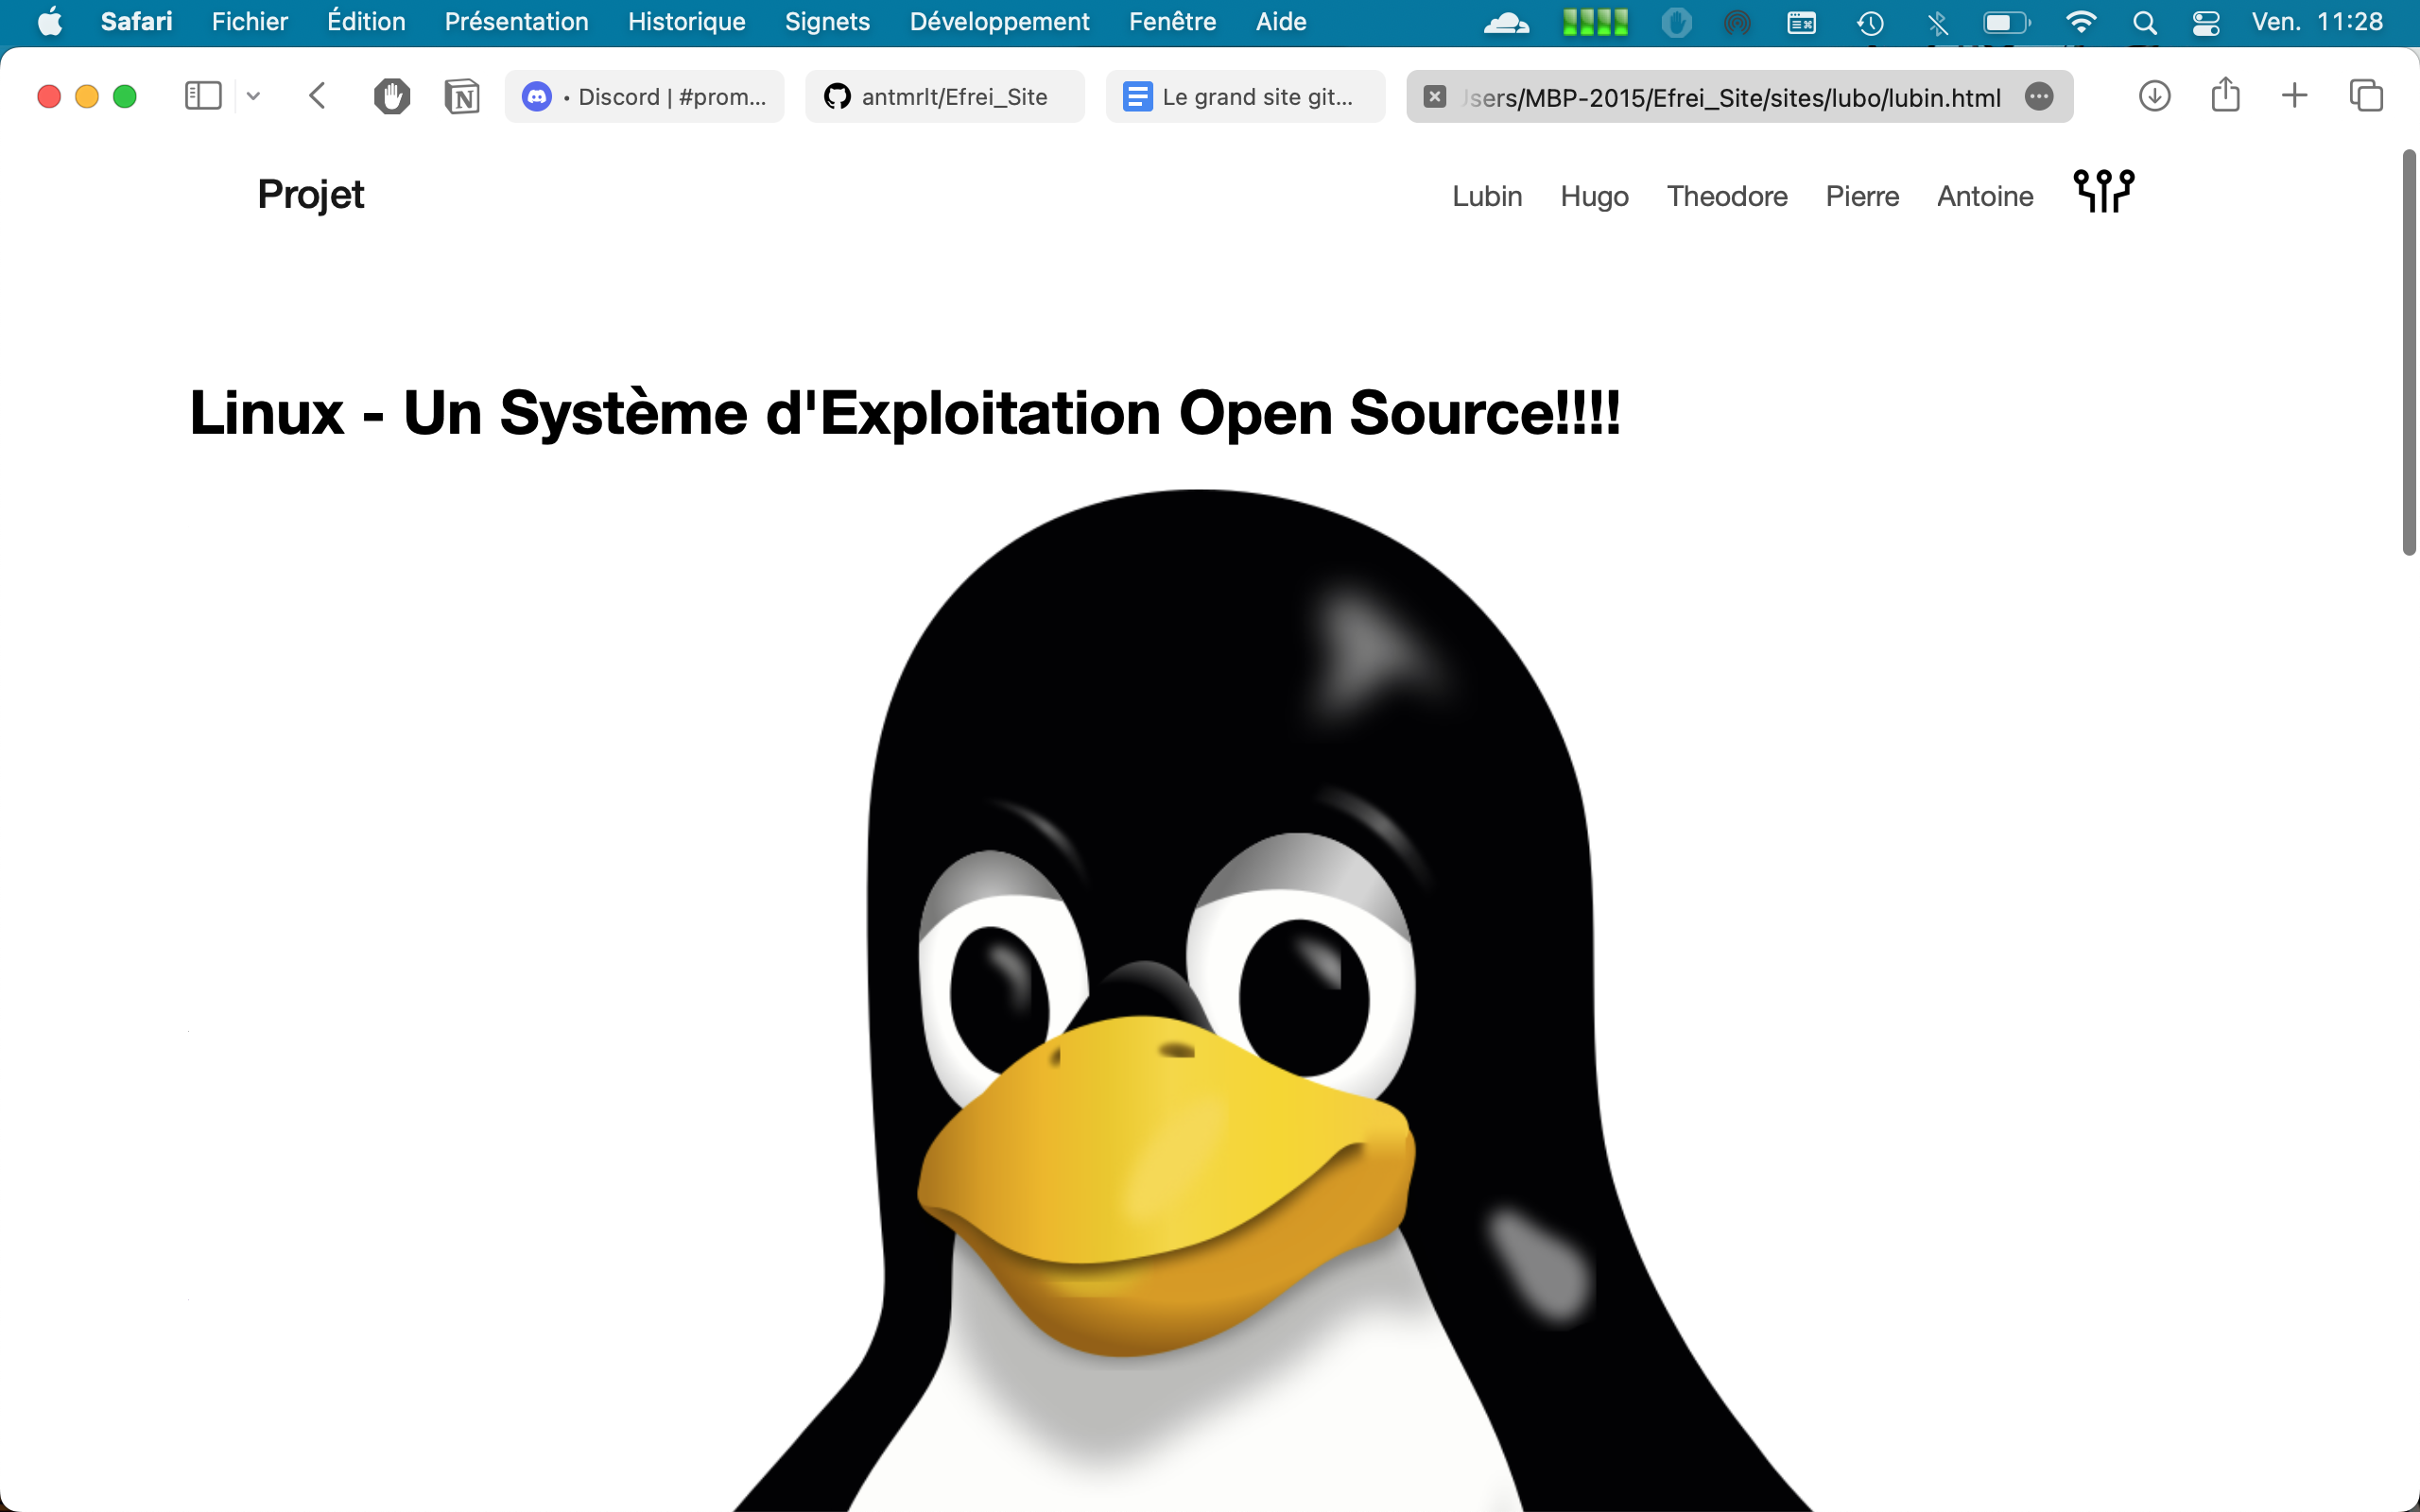 Safari Fichier Édition Présentation Historique Signets Développement Fenêtre Aide Ven. 11:28
• Discord | #prom... antmrlt/Efrei_Site Le grand site git... sers/MBP-2015/Efrei_Site/sites/lubo/lubin.html
Projet Lubin Hugo Theodore Pierre Antoine
Linux - Un Système d'Exploitation Open Source!!!!